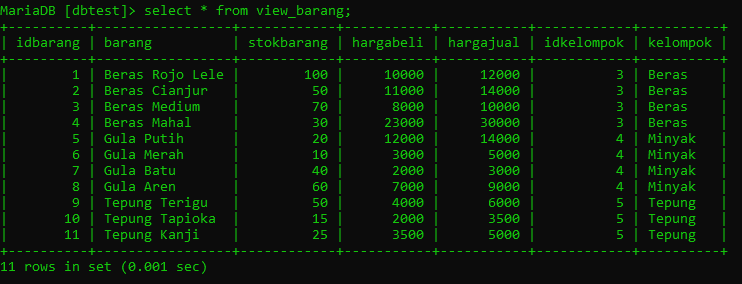 MariaDB [dbtest]> select * from view_barang;
+----------+-----------------+------------+-----------+-----------+------------+----------+
| idbarang | barang          | stokbarang | hargabeli | hargajual | idkelompok | kelompok |
+----------+-----------------+------------+-----------+-----------+------------+----------+
|        1 | Beras Rojo Lele |        100 |     10000 |     12000 |          3 | Beras    |
|        2 | Beras Cianjur   |         50 |     11000 |     14000 |          3 | Beras    |
|        3 | Beras Medium    |         70 |      8000 |     10000 |          3 | Beras    |
|        4 | Beras Mahal     |         30 |     23000 |     30000 |          3 | Beras    |
|        5 | Gula Putih      |         20 |     12000 |     14000 |          4 | Minyak   |
|        6 | Gula Merah      |         10 |      3000 |      5000 |          4 | Minyak   |
|        7 | Gula Batu       |         40 |      2000 |      3000 |          4 | Minyak   |
|        8 | Gula Aren       |         60 |      7000 |      9000 |          4 | Minyak   |
|        9 | Tepung Terigu   |         50 |      4000 |      6000 |          5 | Tepung   |
|       10 | Tepung Tapioka  |         15 |      2000 |      3500 |          5 | Tepung   |
|       11 | Tepung Kanji    |         25 |      3500 |      5000 |          5 | Tepung   |
+----------+-----------------+------------+-----------+-----------+------------+----------+
11 rows in set (0.001 sec)